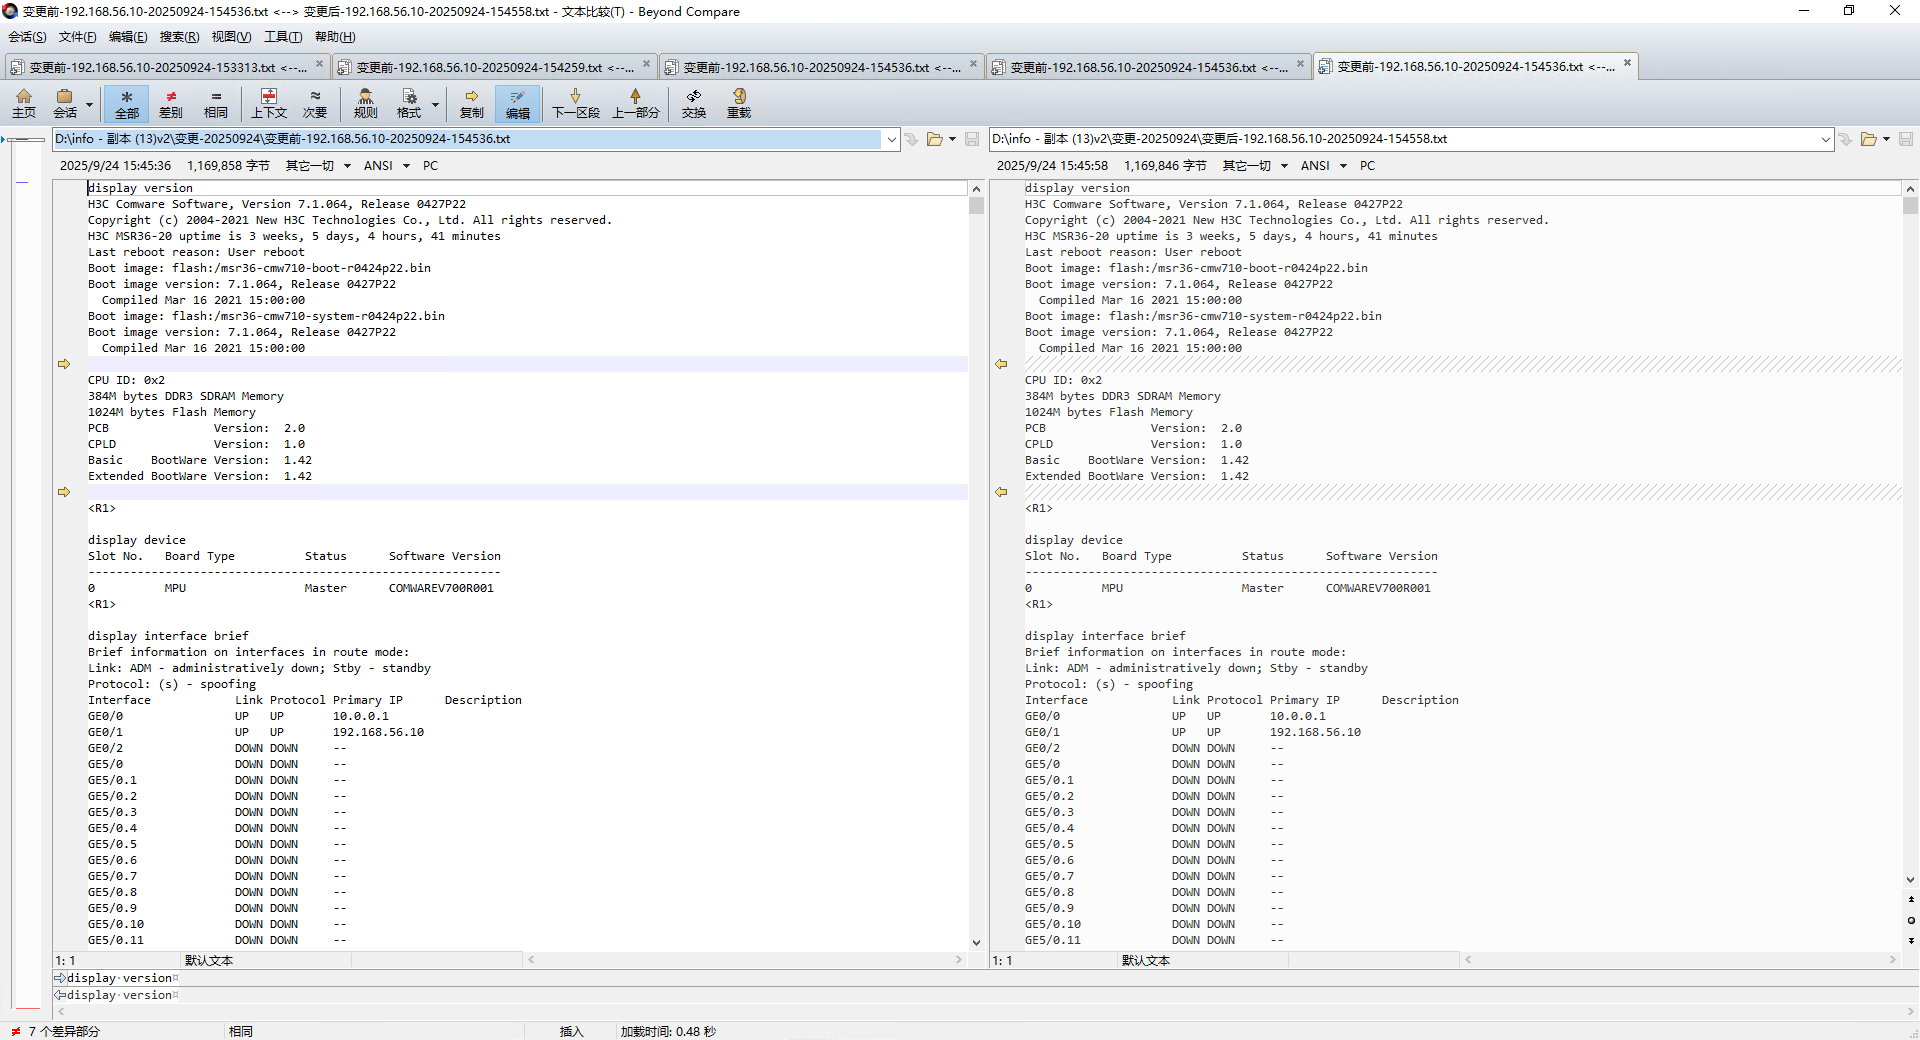 变更前-192.168.56.10-20250924-154536.txt <--> 变更后-192.168.56.10-20250924-154558.txt - 文本比较(T) - Beyond Compare
会话(S) 文件(F) 编辑(E) 搜索(R) 视图(V) 工具(T) 帮助(H)
变更前-192.168.56.10-20250924-153313.txt <--... 变更前-192.168.56.10-20250924-154259.txt <--... 变更前-192.168.56.10-20250924-154536.txt <--... 变更前-192.168.56.10-20250924-154536.txt <--... 变更前-192.168.56.10-20250924-154536.txt <--...
主页 会话 全部 差别 相同 上下文 次要 规则 格式 复制 编辑 下一区段 上一部分 交换 重载
D:\info - 副本 (13)v2\变更-20250924\变更前-192.168.56.10-20250924-154536.txt
2025/9/24 15:45:36 1,169,858 字节 其它一切 ANSI PC
display version
H3C Comware Software, Version 7.1.064, Release 0427P22
Copyright (c) 2004-2021 New H3C Technologies Co., Ltd. All rights reserved.
H3C MSR36-20 uptime is 3 weeks, 5 days, 4 hours, 41 minutes
Last reboot reason: User reboot
Boot image: flash:/msr36-cmw710-boot-r0424p22.bin
Boot image version: 7.1.064, Release 0427P22
Compiled Mar 16 2021 15:00:00
Boot image: flash:/msr36-cmw710-system-r0424p22.bin
Boot image version: 7.1.064, Release 0427P22
Compiled Mar 16 2021 15:00:00
CPU ID: 0x2
384M bytes DDR3 SDRAM Memory
1024M bytes Flash Memory
PCB Version: 2.0
CPLD Version: 1.0
Basic BootWare Version: 1.42
Extended BootWare Version: 1.42
<R1>
display device
Slot No. Board Type Status Software Version
-----------------------------------------------------------
0 MPU Master COMWAREV700R001
<R1>
display interface brief
Brief information on interfaces in route mode:
Link: ADM - administratively down; Stby - standby
Protocol: (s) - spoofing
Interface Link Protocol Primary IP Description
GE0/0 UP UP 10.0.0.1
GE0/1 UP UP 192.168.56.10
GE0/2 DOWN DOWN --
GE5/0 DOWN DOWN --
GE5/0.1 DOWN DOWN --
GE5/0.2 DOWN DOWN --
GE5/0.3 DOWN DOWN --
GE5/0.4 DOWN DOWN --
GE5/0.5 DOWN DOWN --
GE5/0.6 DOWN DOWN --
GE5/0.7 DOWN DOWN --
GE5/0.8 DOWN DOWN --
GE5/0.9 DOWN DOWN --
GE5/0.10 DOWN DOWN --
GE5/0.11 DOWN DOWN --
1: 1 默认文本
D:\info - 副本 (13)v2\变更-20250924\变更后-192.168.56.10-20250924-154558.txt
2025/9/24 15:45:58 1,169,846 字节 其它一切 ANSI PC
display version
H3C Comware Software, Version 7.1.064, Release 0427P22
Copyright (c) 2004-2021 New H3C Technologies Co., Ltd. All rights reserved.
H3C MSR36-20 uptime is 3 weeks, 5 days, 4 hours, 41 minutes
Last reboot reason: User reboot
Boot image: flash:/msr36-cmw710-boot-r0424p22.bin
Boot image version: 7.1.064, Release 0427P22
Compiled Mar 16 2021 15:00:00
Boot image: flash:/msr36-cmw710-system-r0424p22.bin
Boot image version: 7.1.064, Release 0427P22
Compiled Mar 16 2021 15:00:00
CPU ID: 0x2
384M bytes DDR3 SDRAM Memory
1024M bytes Flash Memory
PCB Version: 2.0
CPLD Version: 1.0
Basic BootWare Version: 1.42
Extended BootWare Version: 1.42
<R1>
display device
Slot No. Board Type Status Software Version
-----------------------------------------------------------
0 MPU Master COMWAREV700R001
<R1>
display interface brief
Brief information on interfaces in route mode:
Link: ADM - administratively down; Stby - standby
Protocol: (s) - spoofing
Interface Link Protocol Primary IP Description
GE0/0 UP UP 10.0.0.1
GE0/1 UP UP 192.168.56.10
GE0/2 DOWN DOWN --
GE5/0 DOWN DOWN --
GE5/0.1 DOWN DOWN --
GE5/0.2 DOWN DOWN --
GE5/0.3 DOWN DOWN --
GE5/0.4 DOWN DOWN --
GE5/0.5 DOWN DOWN --
GE5/0.6 DOWN DOWN --
GE5/0.7 DOWN DOWN --
GE5/0.8 DOWN DOWN --
GE5/0.9 DOWN DOWN --
GE5/0.10 DOWN DOWN --
GE5/0.11 DOWN DOWN --
1: 1 默认文本
display·version¤
display·version¤
7 个差异部分 相同 插入 加载时间: 0.48 秒